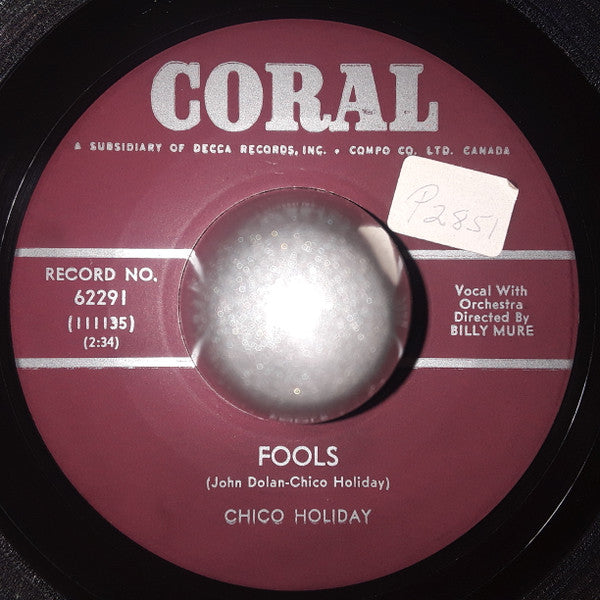 CORAL
A SUBSIDIARY OF DECCA RECORDS, INC. • COMPO CO. LTD. CANADA
P2851
RECORD NO.
62291
(111135)
(2:34)
Vocal With
Orchestra
Directed By
BILLY MURE
FOOLS
(John Dolan-Chico Holiday)
CHICO HOLIDAY